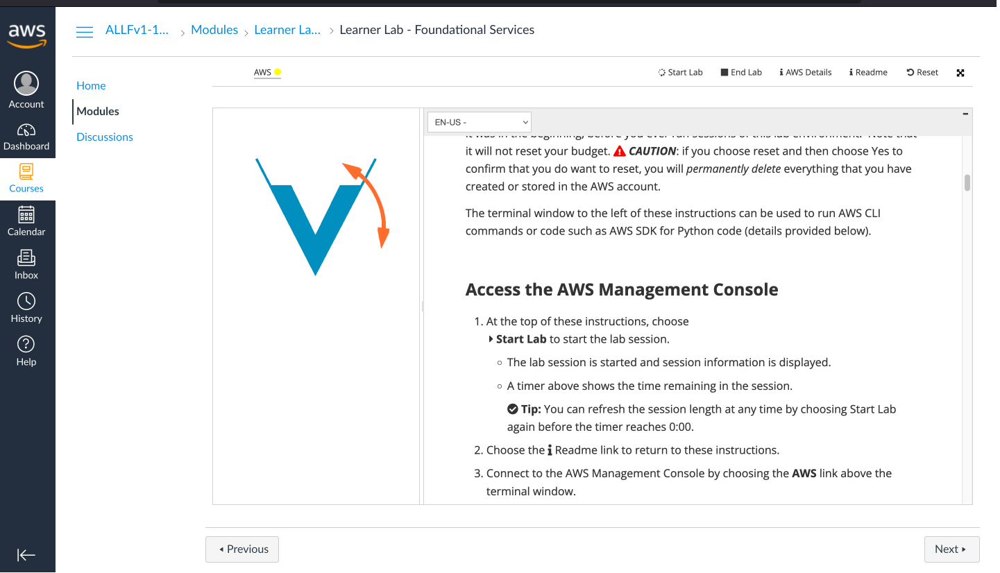 aws
ALLFv1-1... > Modules > Learner La... > Learner Lab - Foundational Services
Account
Dashboard
Courses
Calendar
Inbox
History
Help
Home
Modules
Discussions
AWS
Start Lab
End Lab
AWS Details
Readme
Reset
EN-US -
it was in the beginning, before you ever ran sessions of this lab environment. Note that
it will not reset your budget. CAUTION: if you choose reset and then choose Yes to
confirm that you do want to reset, you will permanently delete everything that you have
created or stored in the AWS account.
The terminal window to the left of these instructions can be used to run AWS CLI
commands or code such as AWS SDK for Python code (details provided below).
Access the AWS Management Console
1. At the top of these instructions, choose
Start Lab to start the lab session.
The lab session is started and session information is displayed.
A timer above shows the time remaining in the session.
Tip: You can refresh the session length at any time by choosing Start Lab
again before the timer reaches 0:00.
2. Choose the i Readme link to return to these instructions.
3. Connect to the AWS Management Console by choosing the AWS link above the
terminal window.
Previous
Next